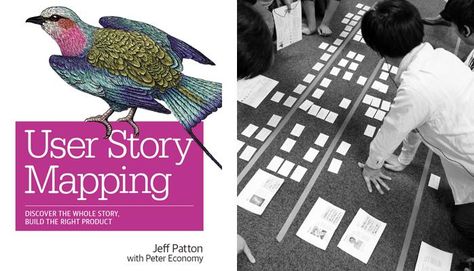 User Story
Mapping
DISCOVER THE WHOLE STORY,
BUILD THE RIGHT PRODUCT
Jeff Patton
with Peter Economy